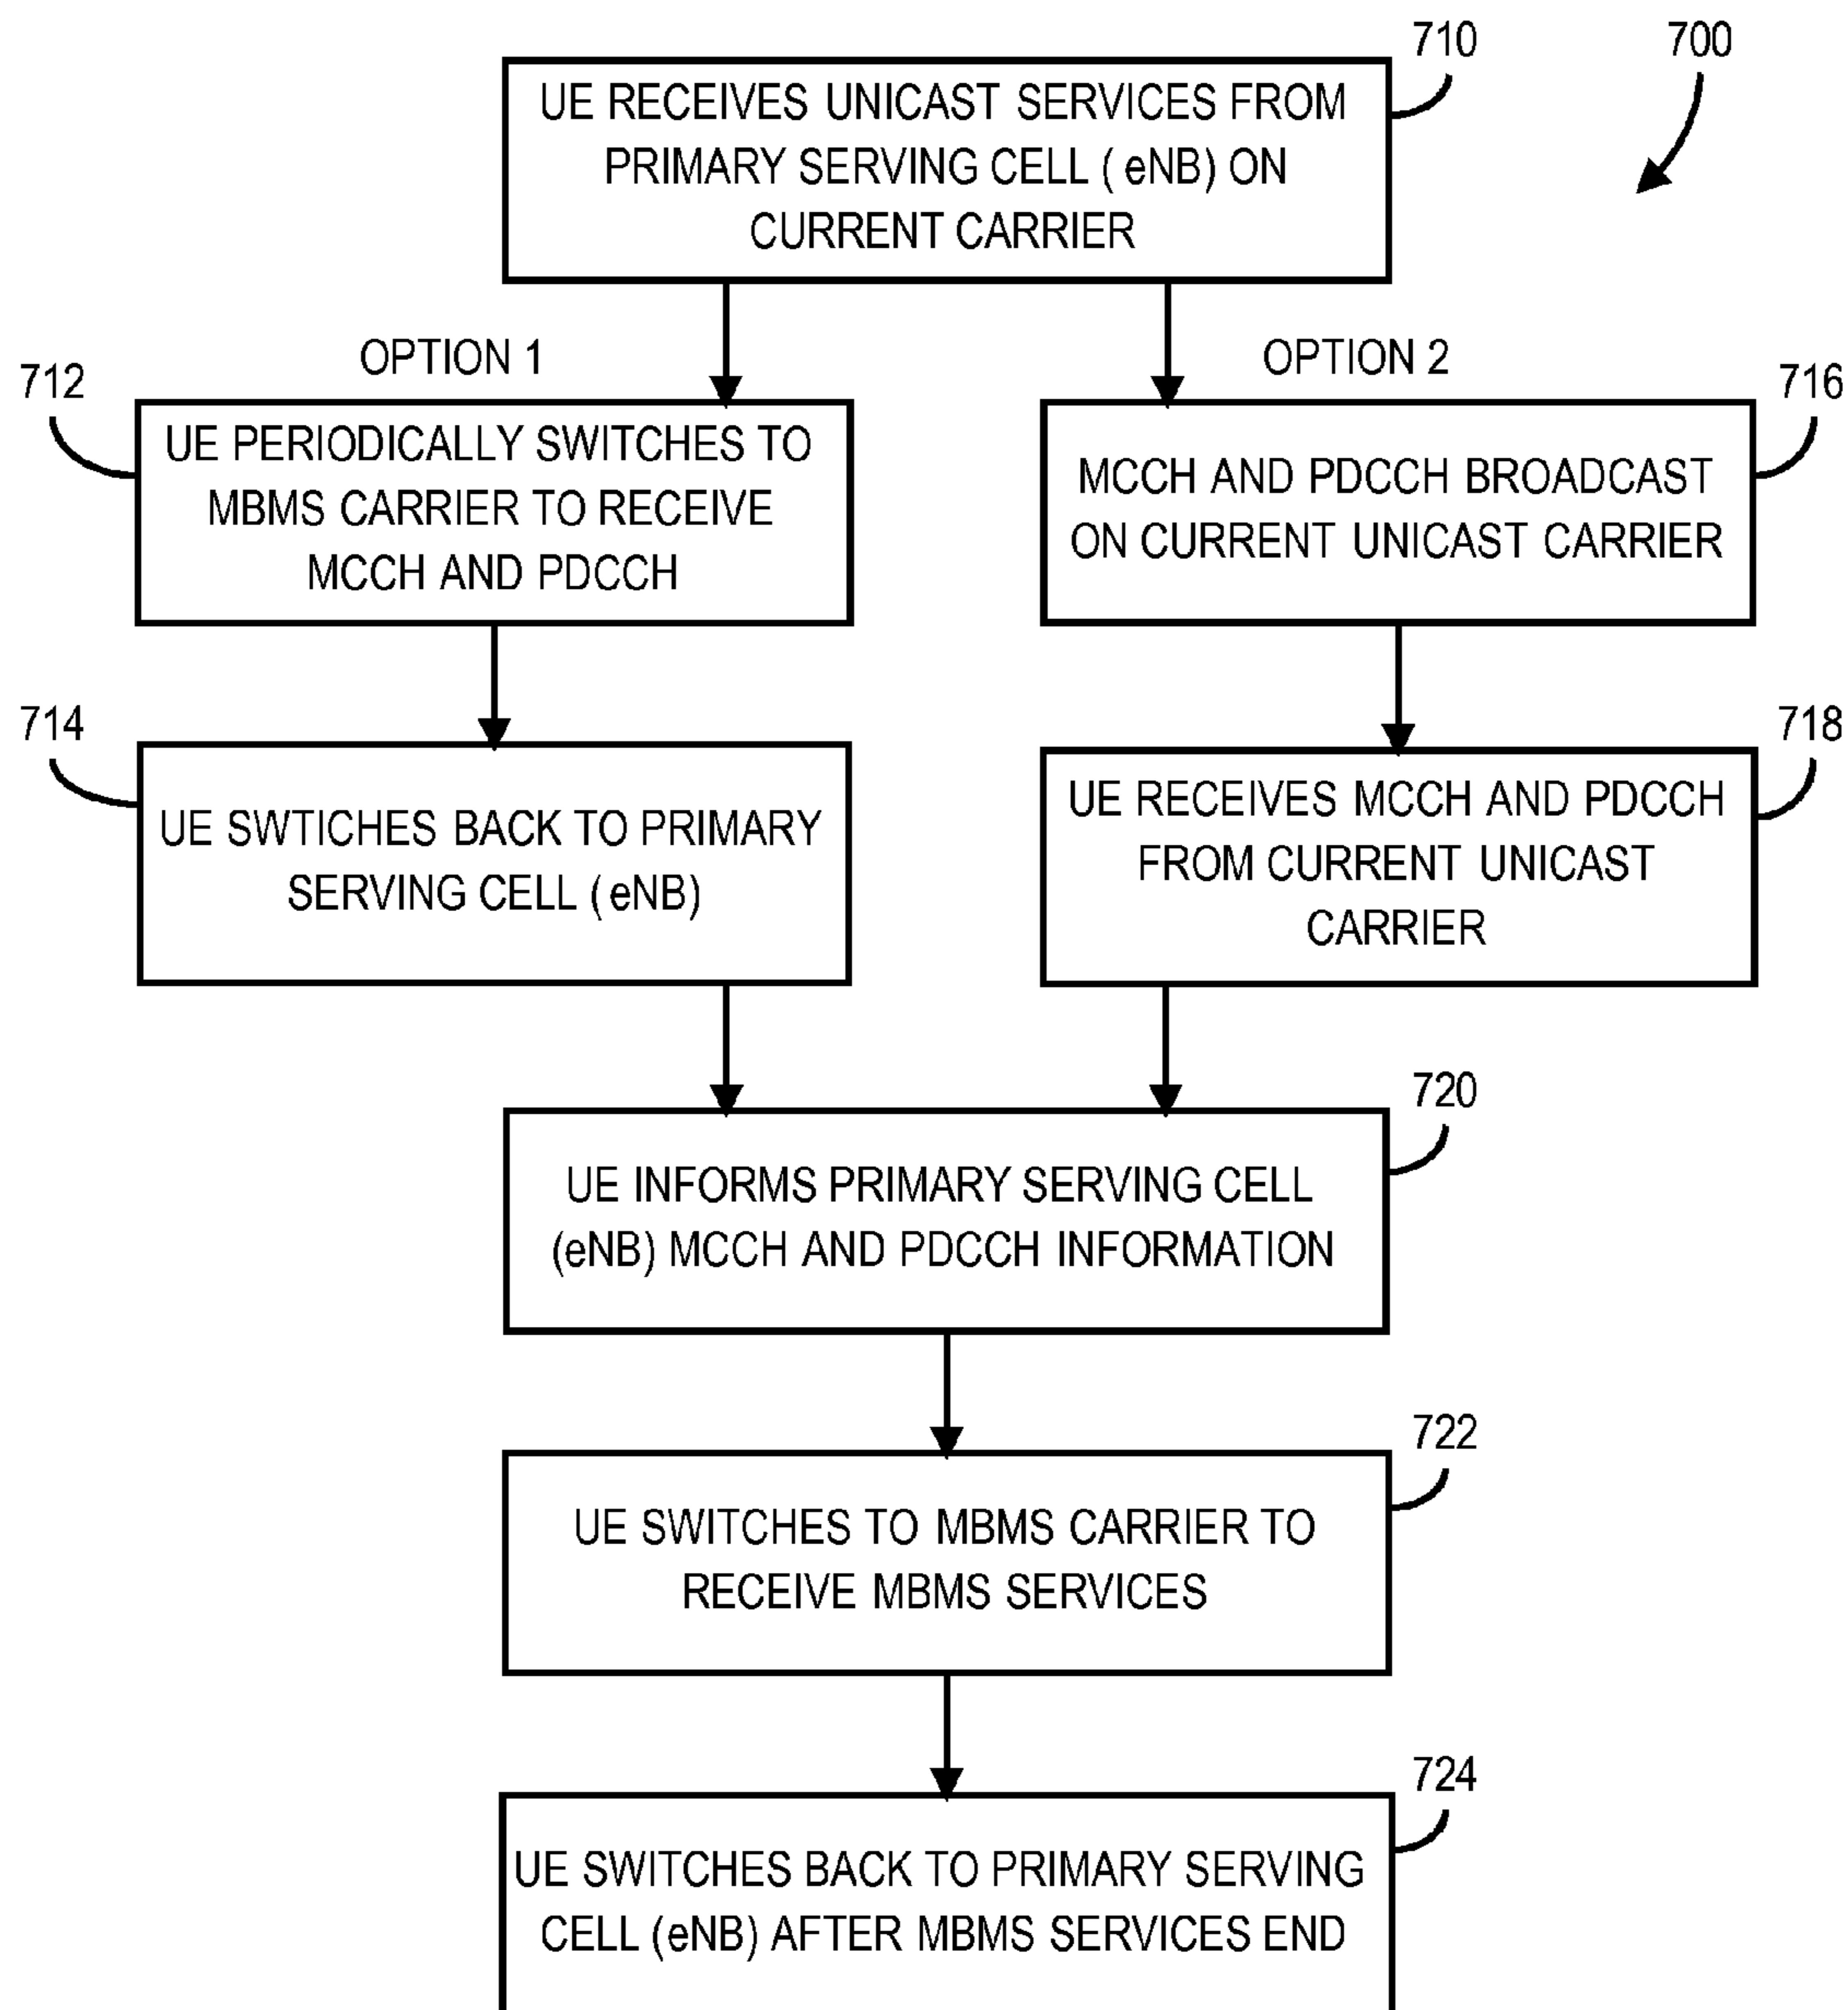 710
700
UE RECEIVES UNICAST SERVICES FROM
PRIMARY SERVING CELL ( eNB) ON
CURRENT CARRIER
OPTION 1
OPTION 2
712
716
UE PERIODICALLY SWITCHES TO
MBMS CARRIER TO RECEIVE
MCCH AND PDCCH
MCCH AND PDCCH BROADCAST
ON CURRENT UNICAST CARRIER
714
718
UE SWTICHES BACK TO PRIMARY
SERVING CELL ( eNB)
UE RECEIVES MCCH AND PDCCH
FROM CURRENT UNICAST
CARRIER
720
UE INFORMS PRIMARY SERVING CELL
(eNB) MCCH AND PDCCH INFORMATION
722
UE SWITCHES TO MBMS CARRIER TO
RECEIVE MBMS SERVICES
724
UE SWITCHES BACK TO PRIMARY SERVING
CELL (eNB) AFTER MBMS SERVICES END